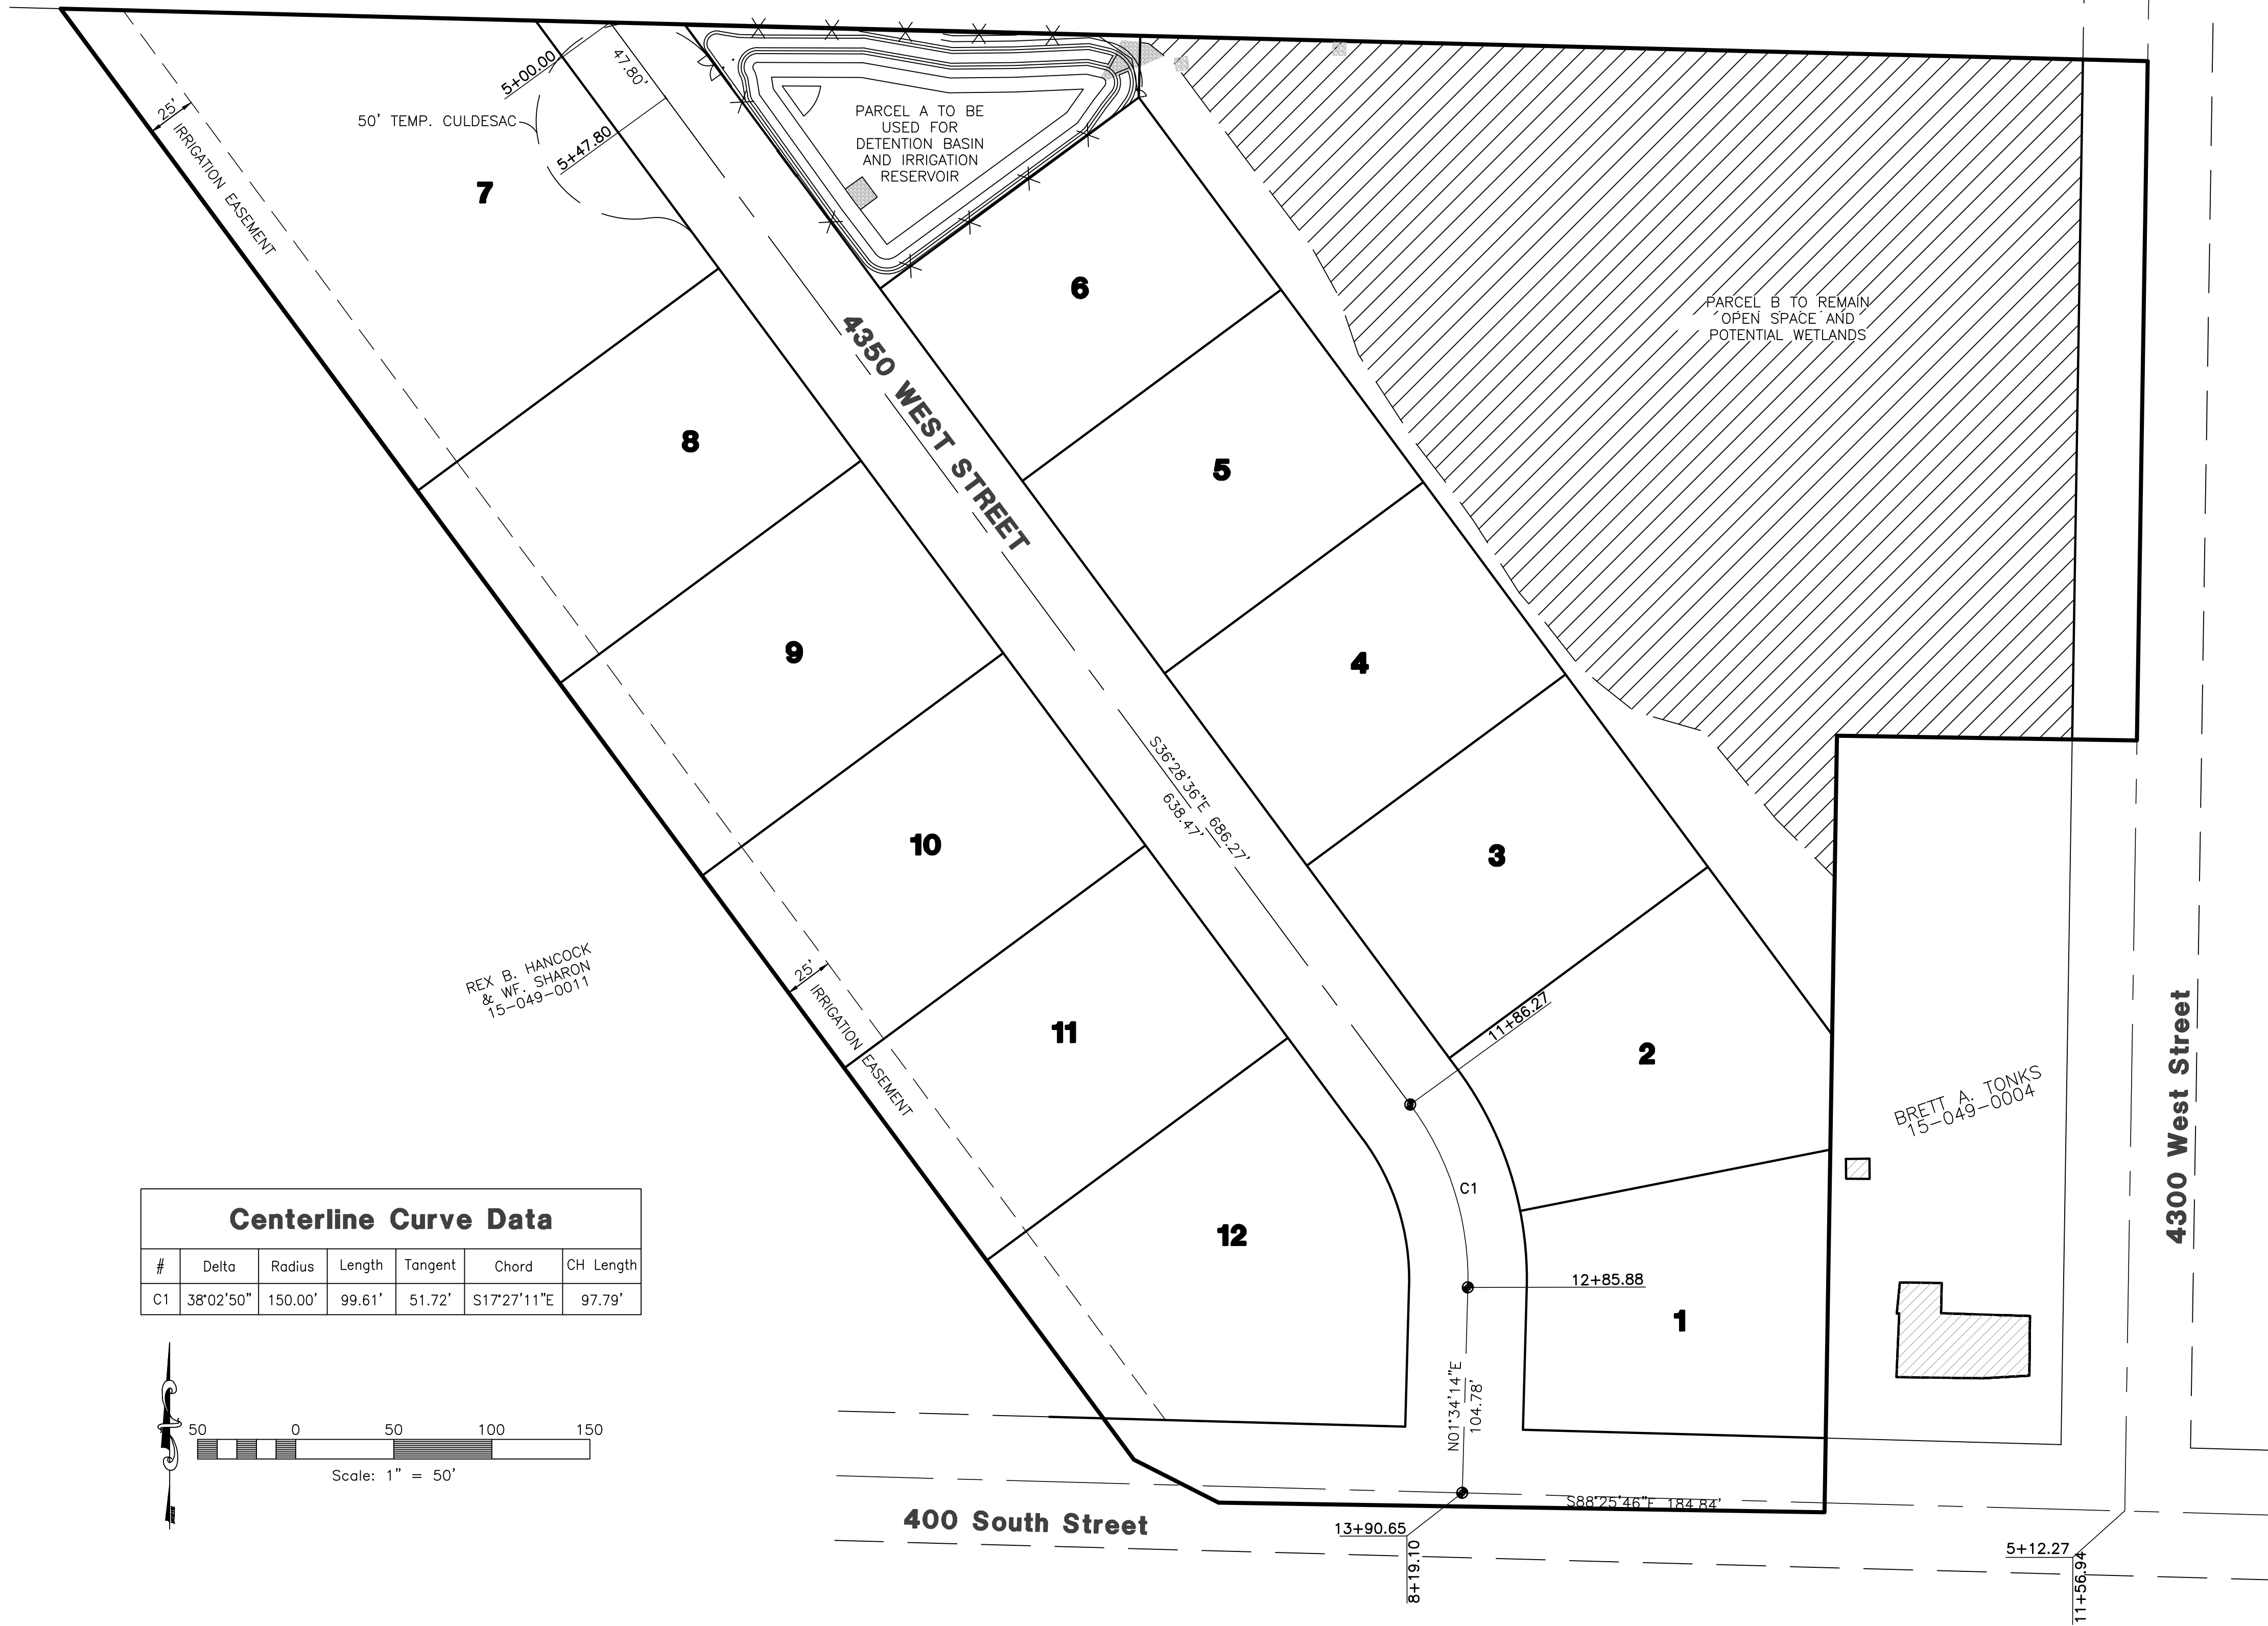 5+00.00
47.80'
50' TEMP. CULDESAC
5+47.80
25'
IRRIGATION EASEMENT
7
PARCEL A TO BE
USED FOR
DETENTION BASIN
AND IRRIGATION
RESERVOIR
6
PARCEL B TO REMAIN
OPEN SPACE AND
POTENTIAL WETLANDS
4350 WEST STREET
8
5
9
4
S36°28'36"E 686.27'
638.47'
10
3
REX B. HANCOCK
& WF. SHARON
15-049-0011
25'
IRRIGATION EASEMENT
11
11+86.27
2
BRETT A. TONKS
15-049-0004
4300 West Street
C1
12
12+85.88
1
N01°34'14"E
104.78'
Centerline Curve Data
# Delta Radius Length Tangent Chord CH Length
C1 38°02'50" 150.00' 99.61' 51.72' S17°27'11"E 97.79'
50 0 50 100 150
Scale: 1" = 50'
S88°25'46"E 184.84'
400 South Street
13+90.65
8+19.10
5+12.27
11+56.94